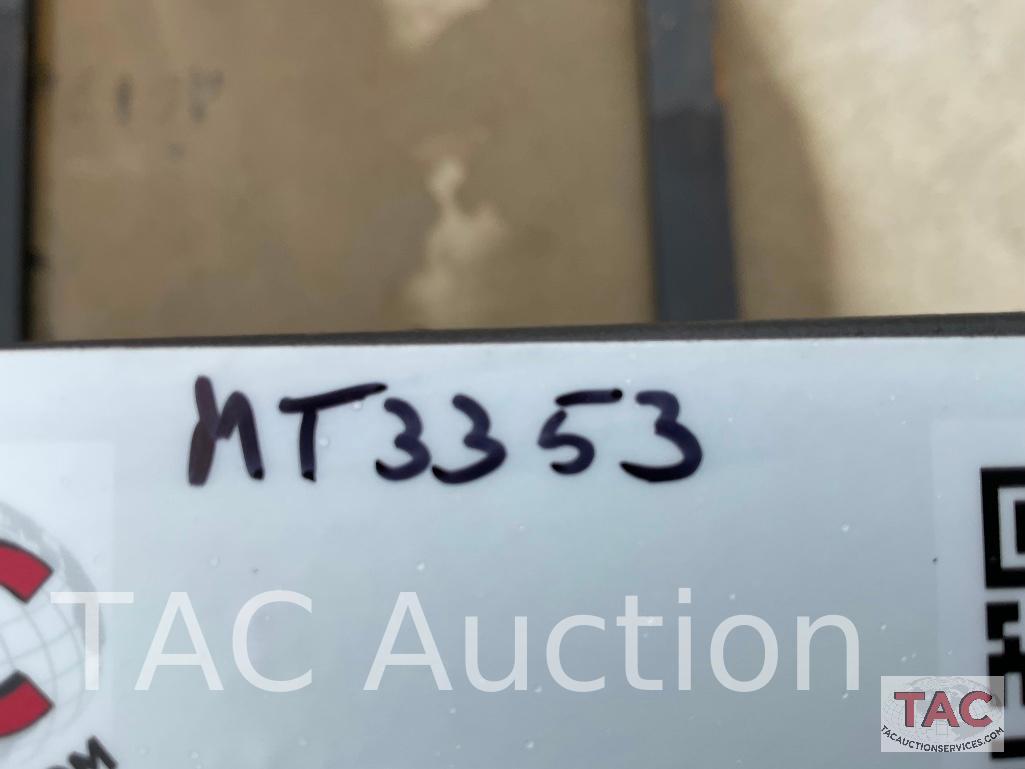 MT3353
TAC Auction
TAC
TACAUCTIONSERVICES.COM